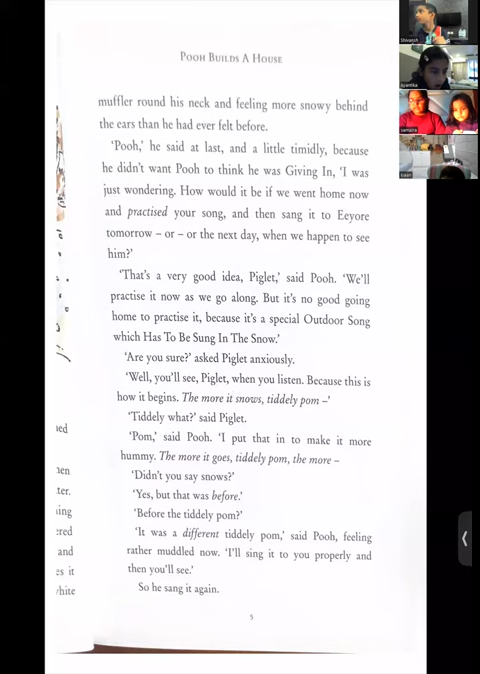 POOH BUILDS A HOUSE
muffler round his neck and feeling more snowy behind
the ears than he had ever felt before.
‘Pooh,’ he said at last, and a little timidly, because
he didn’t want Pooh to think he was Giving In, ‘I was
just wondering. How would it be if we went home now
and practised your song, and then sang it to Eeyore
tomorrow – or – or the next day, when we happen to see
him?’
‘That’s a very good idea, Piglet,’ said Pooh. ‘We’ll
practise it now as we go along. But it’s no good going
home to practise it, because it’s a special Outdoor Song
which Has To Be Sung In The Snow.’
‘Are you sure?’ asked Piglet anxiously.
‘Well, you’ll see, Piglet, when you listen. Because this is
how it begins. The more it snows, tiddely pom –’
‘Tiddely what?’ said Piglet.
‘Pom,’ said Pooh. ‘I put that in to make it more
hummy. The more it goes, tiddely pom, the more –
‘Didn’t you say snows?’
‘Yes, but that was before.’
‘Before the tiddely pom?’
‘It was a different tiddely pom,’ said Pooh, feeling
rather muddled now. ‘I’ll sing it to you properly and
then you’ll see.’
So he sang it again.
5
ned
hen
ter.
ing
ered
and
es it
white
Shivansh
samaira